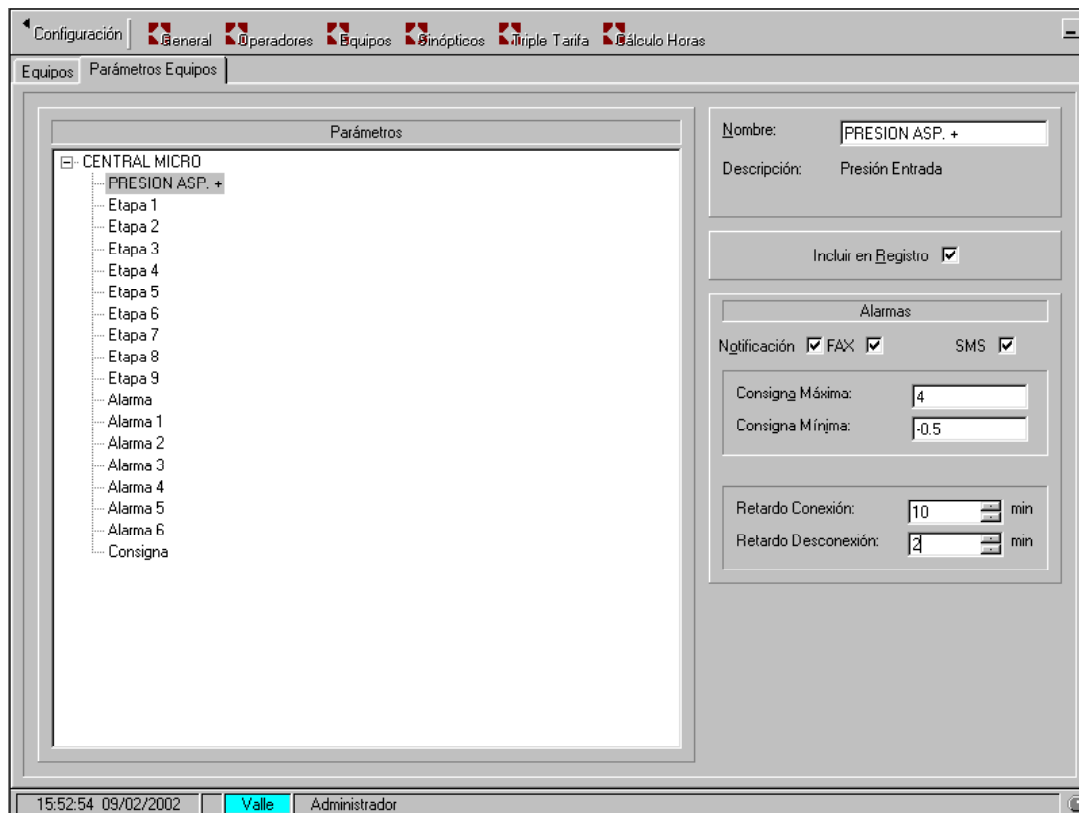 Configuración General Operadores Equipos Sinópticos Triple Tarifa Cálculo Horas
Equipos Parámetros Equipos
Parámetros
CENTRAL MICRO
PRESION ASP. +
Etapa 1
Etapa 2
Etapa 3
Etapa 4
Etapa 5
Etapa 6
Etapa 7
Etapa 8
Etapa 9
Alarma
Alarma 1
Alarma 2
Alarma 3
Alarma 4
Alarma 5
Alarma 6
Consigna
Nombre: PRESION ASP. +
Descripción: Presión Entrada
Incluir en Registro
Alarmas
Notificación FAX SMS
Consigna Máxima: 4
Consigna Mínima: -0.5
Retardo Conexión: 10 min
Retardo Desconexión: 2 min
15:52:54 09/02/2002 Valle Administrador